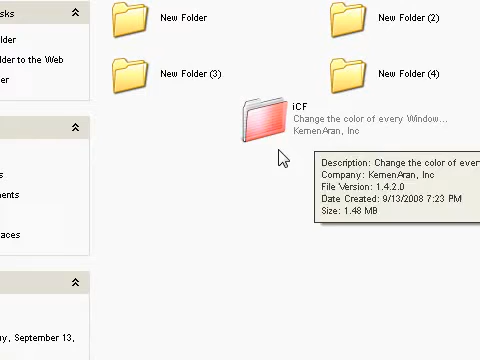 sks
New Folder
New Folder (2)
lder
lder to the Web
er
New Folder (3)
New Folder (4)
iCF
Change the color of every Window...
KemenAran, Inc
s
nents
aces
Description: Change the color of ever
Company: KemenAran, Inc
File Version: 1.4.2.0
Date Created: 9/13/2008 7:23 PM
Size: 1.48 MB
ay, September 13,